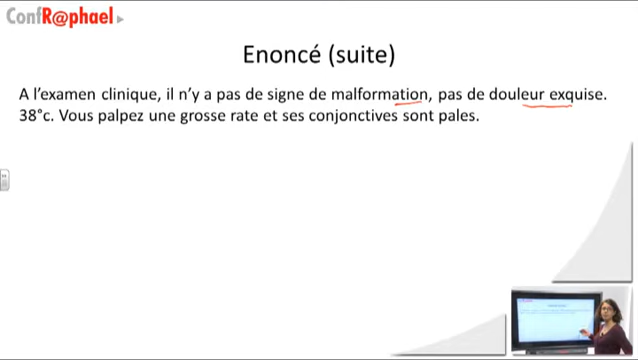 ConfR@phael
Enoncé (suite)
A l’examen clinique, il n’y a pas de signe de malformation, pas de douleur exquise.
38°c. Vous palpez une grosse rate et ses conjonctives sont pales.